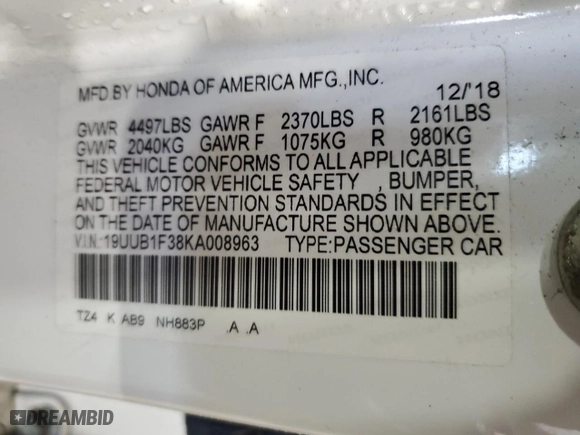 MFD.BY HONDA OF AMERICA MFG.,INC. 12/'18
GVWR 4497LBS GAWR F 2370LBS R 2161LBS
GVWR 2040KG GAWR F 1075KG R 980KG
THIS VEHICLE CONFORMS TO ALL APPLICABLE
FEDERAL MOTOR VEHICLE SAFETY , BUMPER,
AND THEFT PREVENTION STANDARDS IN EFFECT
ON THE DATE OF MANUFACTURE SHOWN ABOVE.
V.I.N.:19UUB1F38KA008963 TYPE:PASSENGER CAR
TZ4 K AB9 NH883P .A .A
DREAMBID